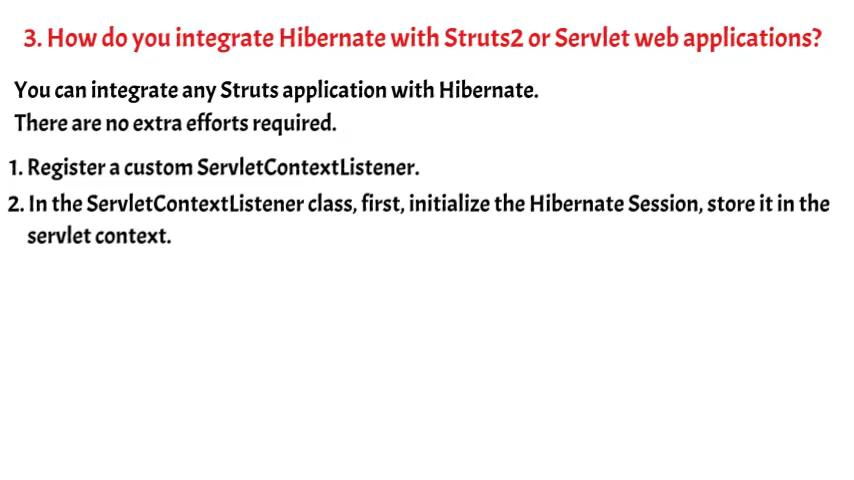 3. How do you integrate Hibernate with Struts2 or Servlet web applications?
You can integrate any Struts application with Hibernate.
There are no extra efforts required.
1. Register a custom ServletContextListener.
2. In the ServletContextListener class, first, initialize the Hibernate Session, store it in the
servlet context.